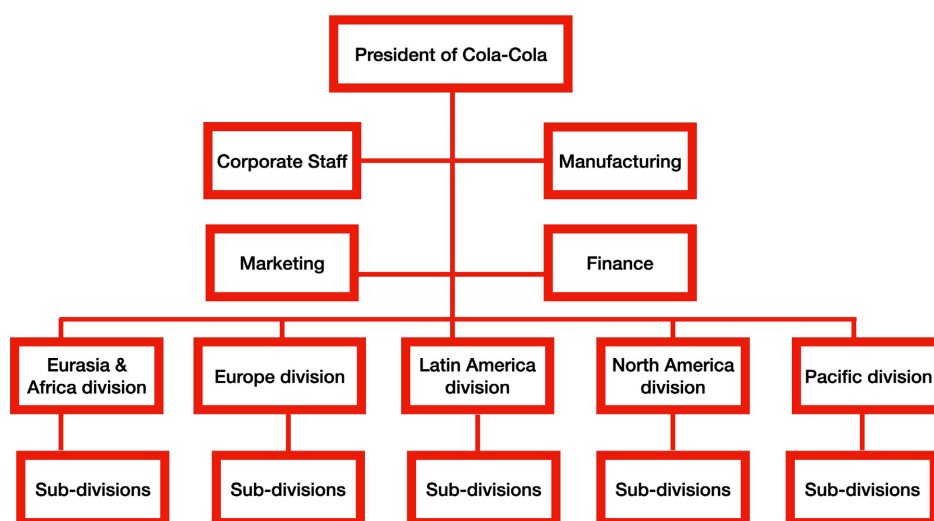 President of Cola-Cola
Corporate Staff
Manufacturing
Marketing
Finance
Eurasia &
Africa division
Europe division
Latin America
division
North America
division
Pacific division
Sub-divisions
Sub-divisions
Sub-divisions
Sub-divisions
Sub-divisions